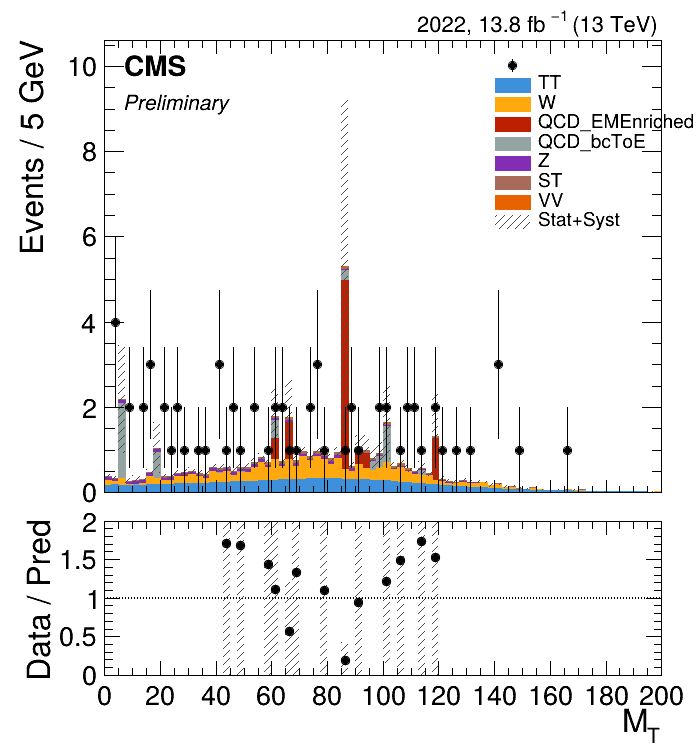 2022, 13.8 fb⁻¹ (13 TeV)
CMS
Preliminary
TT
W
QCD_EMEnriched
QCD_bcToE
Z
ST
VV
Stat+Syst
Events / 5 GeV
10
8
6
4
2
0
Data / Pred
2
1.5
1
0.5
0
0 20 40 60 80 100 120 140 160 180 200
M_T